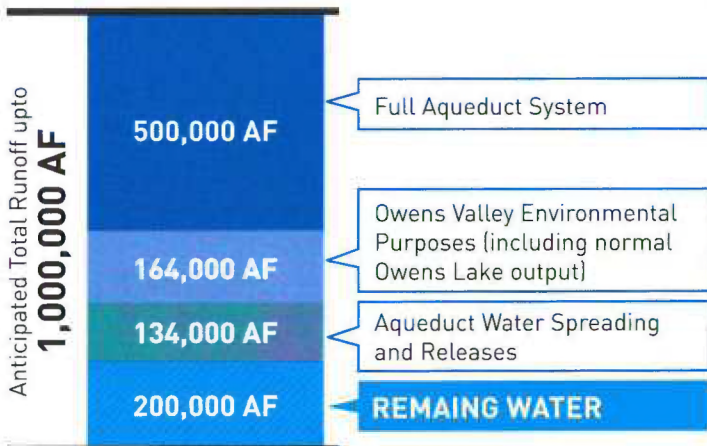 Anticipated Total Runoff upto
1,000,000 AF
500,000 AF
Full Aqueduct System
164,000 AF
Owens Valley Environmental
Purposes (including normal
Owens Lake output)
134,000 AF
Aqueduct Water Spreading
and Releases
200,000 AF
REMAING WATER